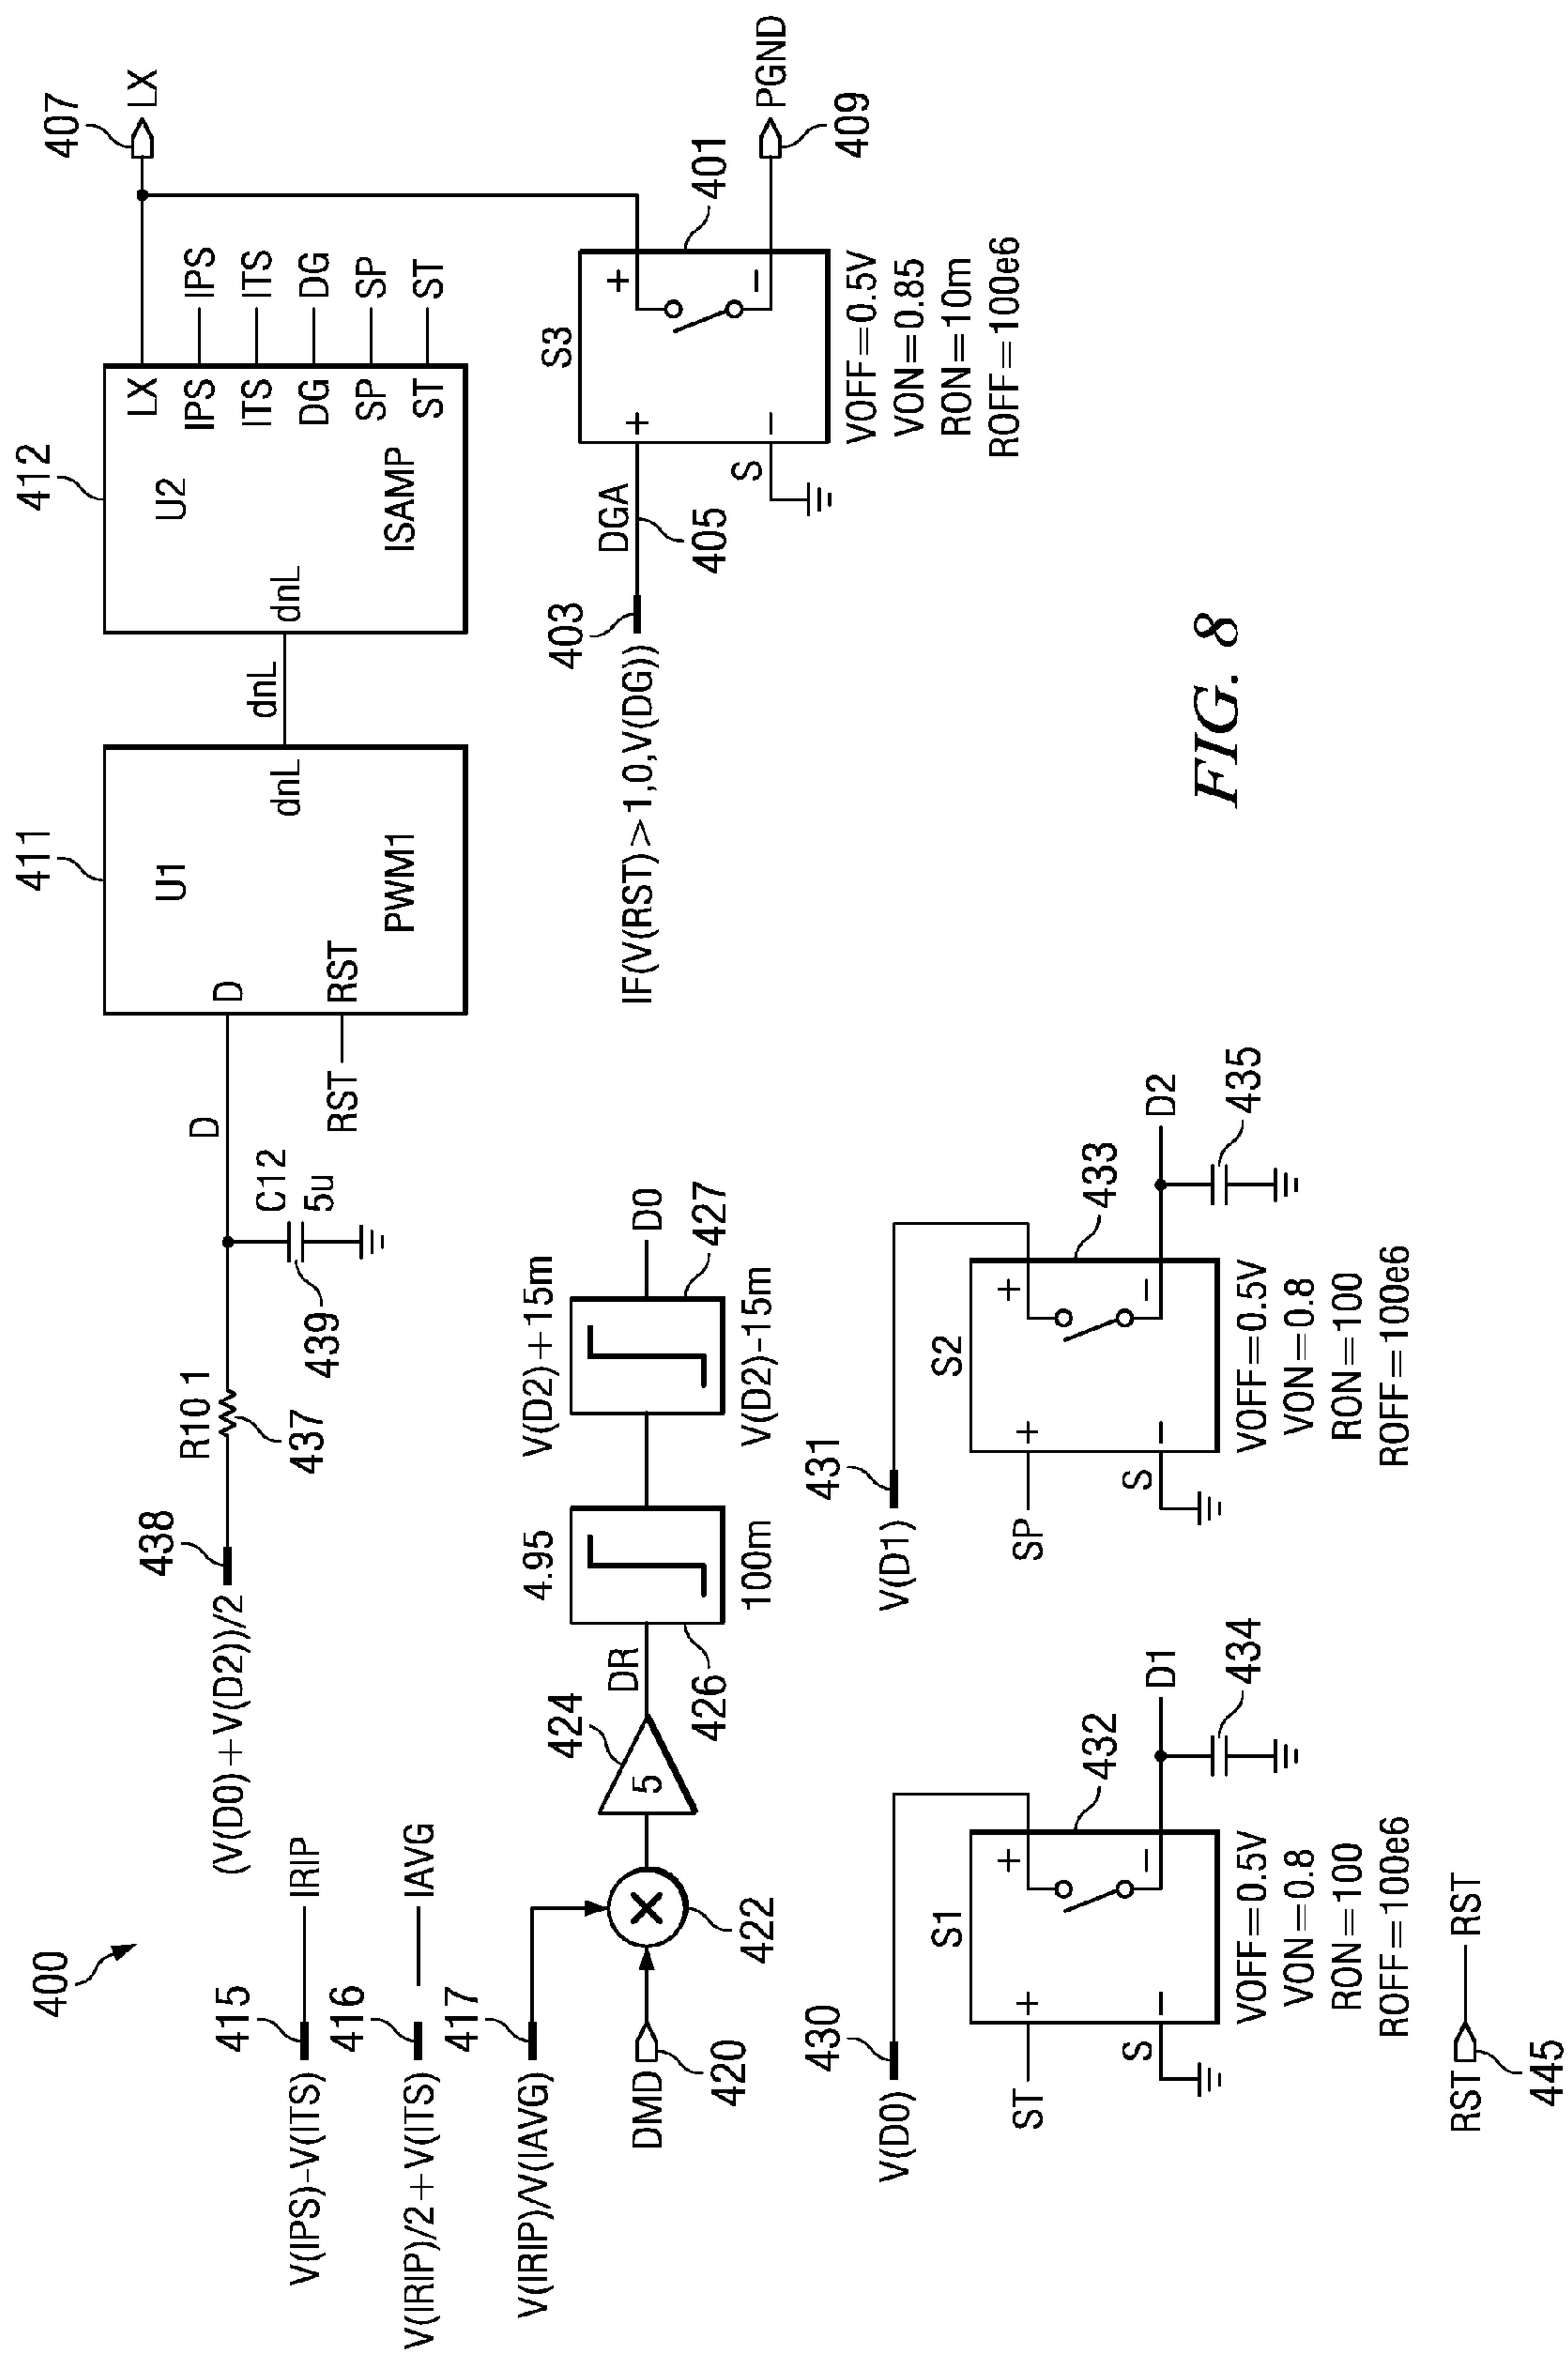 400
V(IPS)-V(ITS)
415
IRIP
V(IRIP)/2+V(ITS)
416
IAVG
V(IRIP)/V(IAVG)
417
DMD
420
422
424
5
DR
4.95
100m
426
V(D2)+15m
V(D2)-15m
427
D0
(V(D0)+V(D2))/2
438
R10 1
437
C12
5u
439
D
RST
411
D
RST
U1
PWM1
dnL
dnL
412
dnL
U2
ISAMP
LX
IPS
ITS
DG
SP
ST
IPS
ITS
DG
SP
ST
407
LX
IF(V(RST)>1,0,V(DG))
403
DGA
405
S3
+
-
S
+
-
401
PGND
409
VOFF=0.5V
VON=0.85
RON=10m
ROFF=100e6
V(D0)
430
ST
S
S1
+
-
+
-
432
D1
434
VOFF=0.5V
VON=0.8
RON=100
ROFF=100e6
V(D1)
431
SP
S
S2
+
-
+
-
433
D2
435
VOFF=0.5V
VON=0.8
RON=100
ROFF=100e6
RST
RST
445
FIG. 8